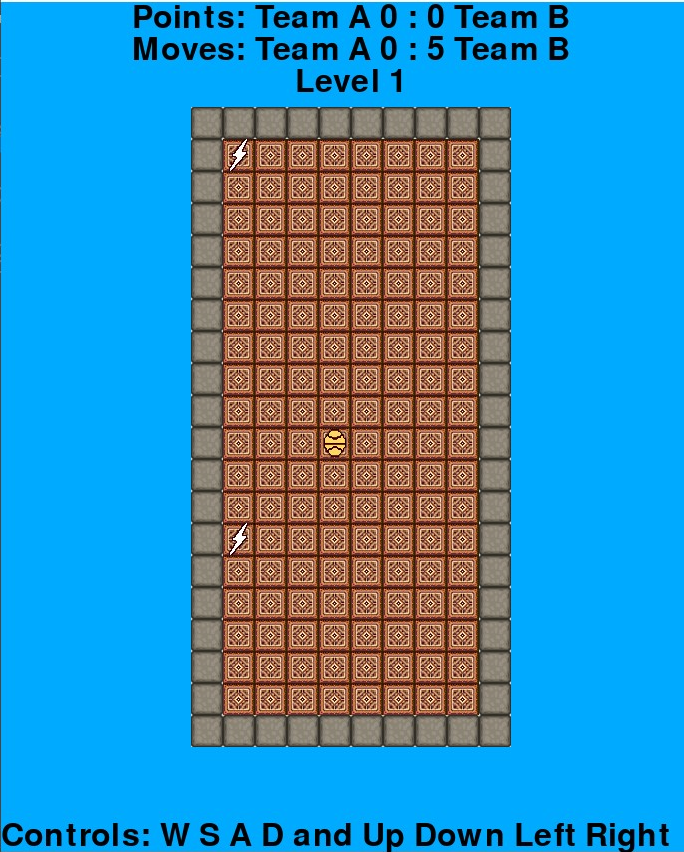 Points: Team A 0 : 0 Team B
Moves: Team A 0 : 5 Team B
Level 1
Controls: W S A D and Up Down Left Right